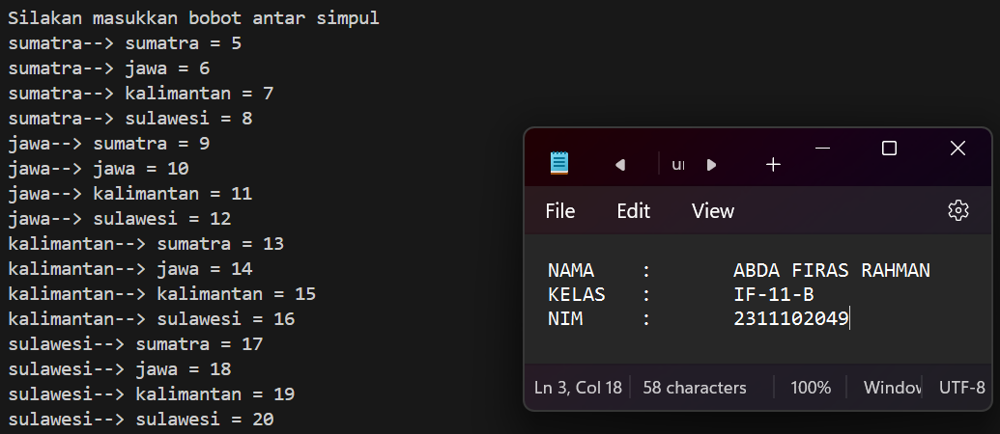 Silakan masukkan bobot antar simpul
sumatra--> sumatra = 5
sumatra--> jawa = 6
sumatra--> kalimantan = 7
sumatra--> sulawesi = 8
jawa--> sumatra = 9
jawa--> jawa = 10
jawa--> kalimantan = 11
jawa--> sulawesi = 12
kalimantan--> sumatra = 13
kalimantan--> jawa = 14
kalimantan--> kalimantan = 15
kalimantan--> sulawesi = 16
sulawesi--> sumatra = 17
sulawesi--> jawa = 18
sulawesi--> kalimantan = 19
sulawesi--> sulawesi = 20
File Edit View
NAMA : ABDA FIRAS RAHMAN
KELAS : IF-11-B
NIM : 2311102049
Ln 3, Col 18 58 characters 100% Window UTF-8